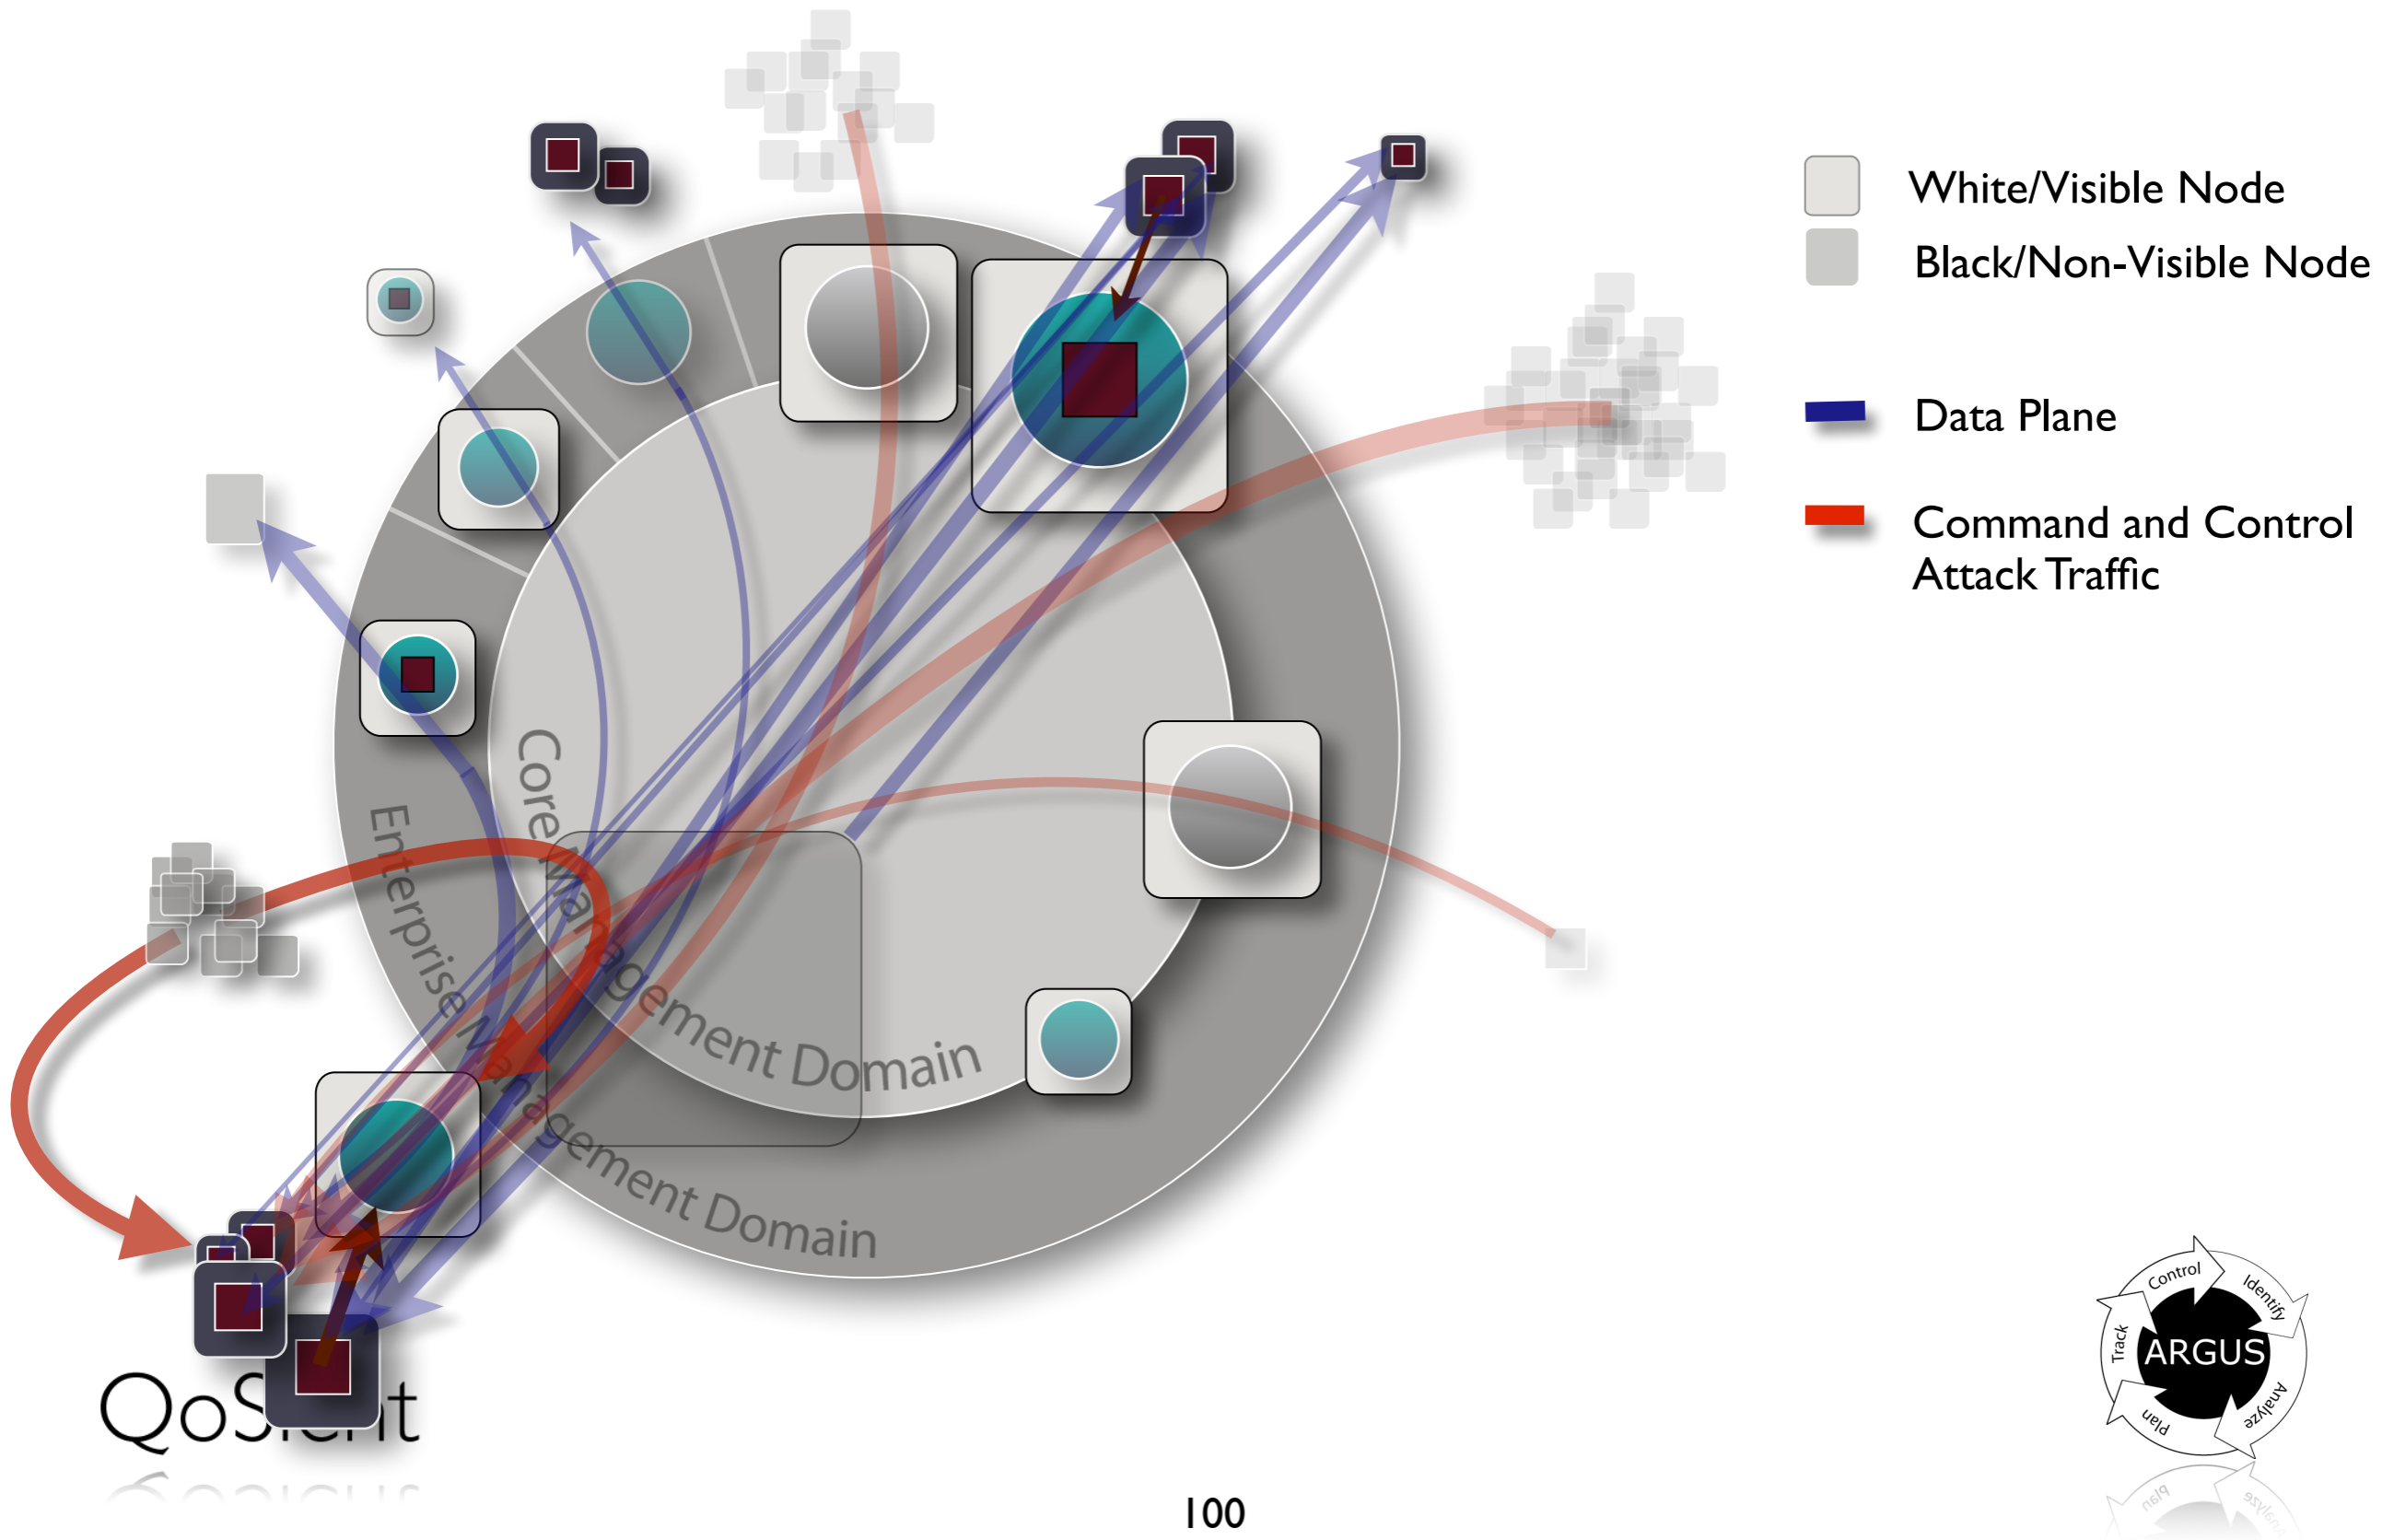 White/Visible Node
Black/Non-Visible Node
Data Plane
Command and Control
Attack Traffic
Core Management Domain
Enterprise Management Domain
Control
Identify
Analyze
Plan
Track
ARGUS
100